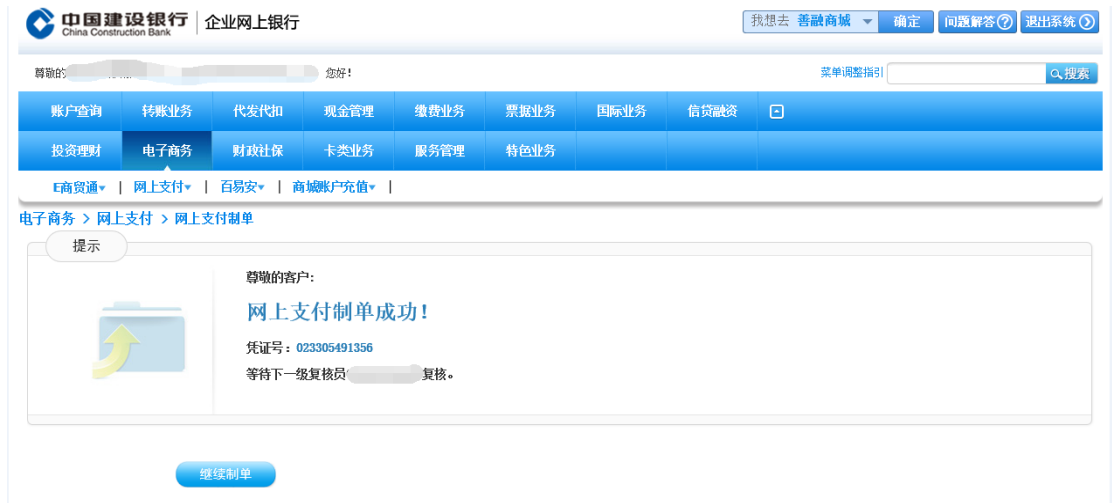 中国建设银行 企业网上银行 我想去 善融商城 确定 问题解答 ? 退出系统
China Construction Bank
尊敬的 您好! 菜单调整指引 搜索
账户查询 转账业务 代发代扣 现金管理 缴费业务 票据业务 国际业务 信贷融资
投资理财 电子商务 财政社保 卡类业务 服务管理 特色业务
E商贸通 | 网上支付 | 百易安 | 商城账户充值 |
电子商务 > 网上支付 > 网上支付制单
提示
尊敬的客户:
网上支付制单成功!
凭证号:023305491356
等待下一级复核员 复核。
继续制单